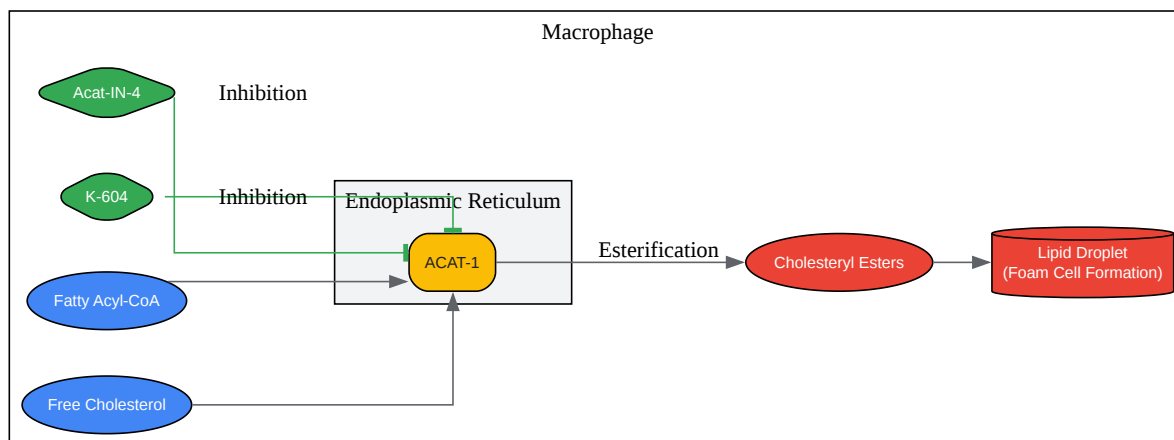 Macrophage
Acat-IN-4
Inhibition
K-604
Inhibition
Endoplasmic Reticulum
ACAT-1
Esterification
Cholesteryl Esters
Lipid Droplet
(Foam Cell Formation)
Fatty Acyl-CoA
Free Cholesterol